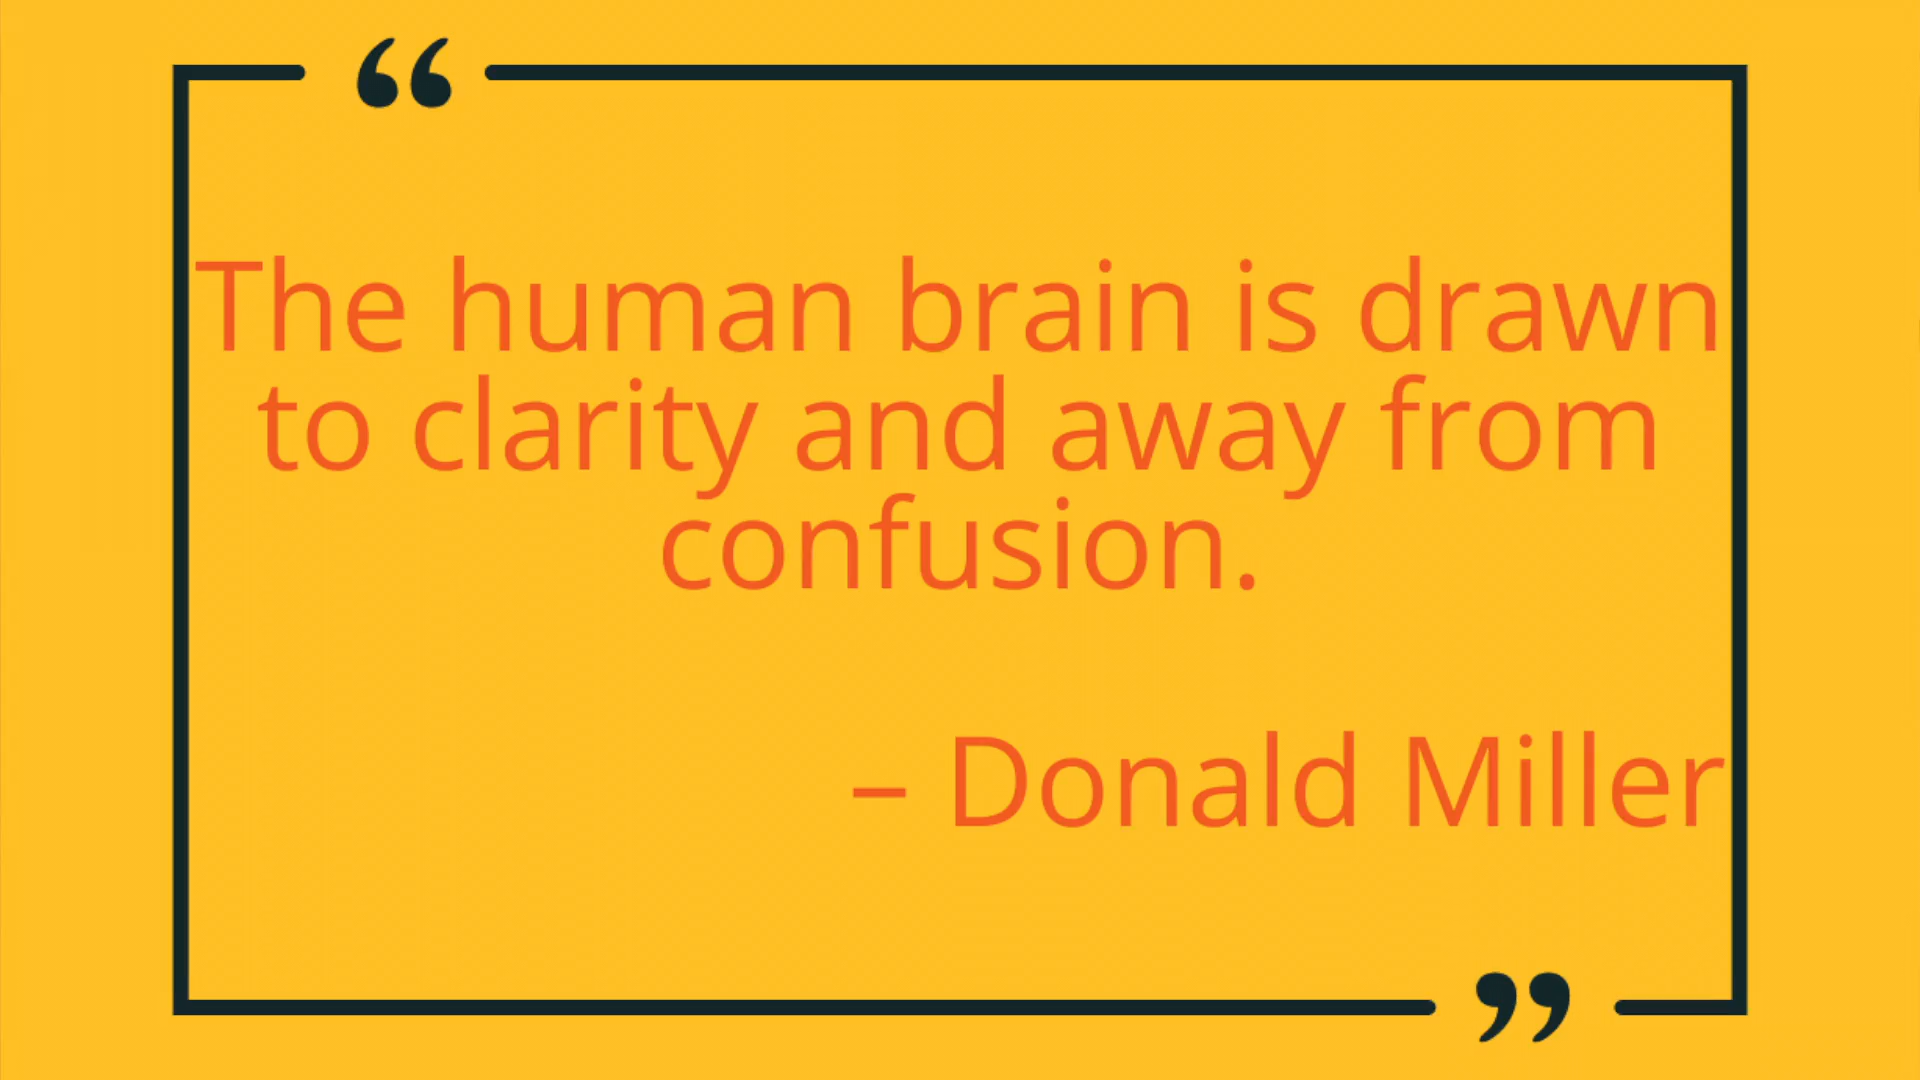 “
The human brain is drawn
to clarity and away from
confusion.
– Donald Miller
”